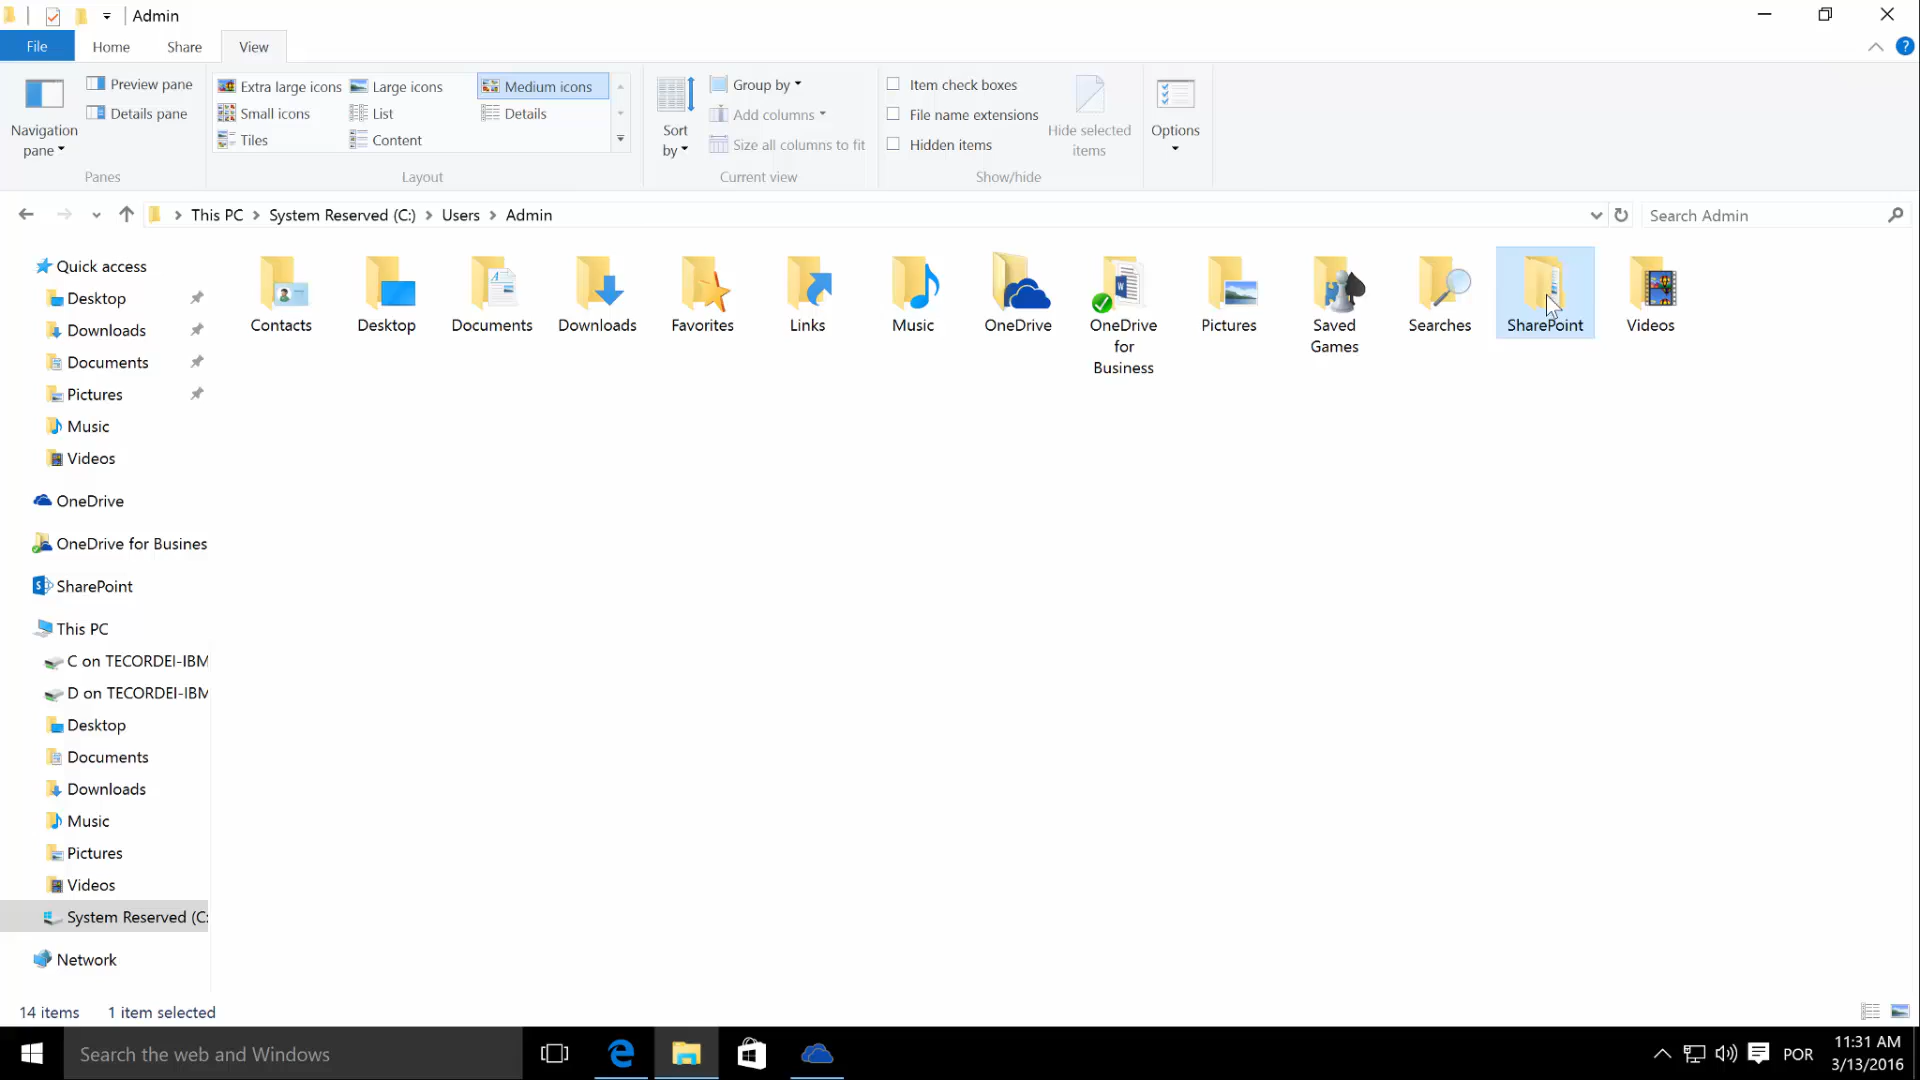 Admin
File
Home
Share
View
Navigation
pane
Preview pane
Details pane
Panes
Extra large icons
Large icons
Medium icons
Small icons
List
Details
Tiles
Content
Layout
Sort
by
Group by
Add columns
Size all columns to fit
Current view
Item check boxes
File name extensions
Hidden items
Hide selected
items
Show/hide
Options
This PC
System Reserved (C:)
Users
Admin
Search Admin
Quick access
Desktop
Downloads
Documents
Pictures
Music
Videos
OneDrive
OneDrive for Busines
SharePoint
This PC
C on TECORDEI-IBM
D on TECORDEI-IBM
Desktop
Documents
Downloads
Music
Pictures
Videos
System Reserved (C:
Network
Contacts
Desktop
Documents
Downloads
Favorites
Links
Music
OneDrive
OneDrive
for
Business
Pictures
Saved
Games
Searches
SharePoint
Videos
14 items
1 item selected
Search the web and Windows
POR
11:31 AM
3/13/2016